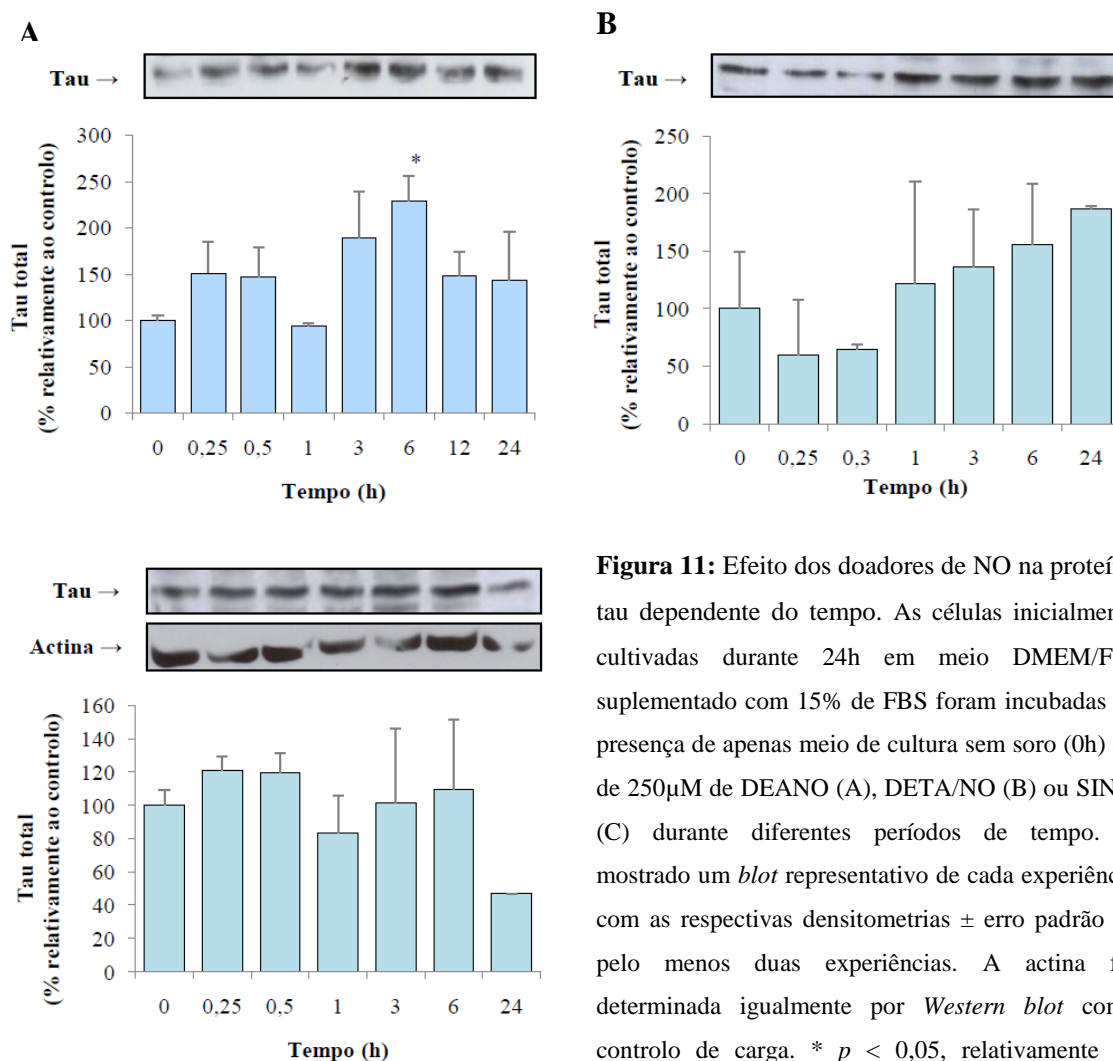 A
Tau →
Tau total
(% relativamente ao controlo)
300
250
200
150
100
50
0
*
0 0,25 0,5 1 3 6 12 24
Tempo (h)
B
Tau →
Tau total
(% relativamente ao controlo)
250
200
150
100
50
0
0 0,25 0,3 1 3 6 24
Tempo (h)
Tau →
Actina →
Tau total
(% relativamente ao controlo)
160
140
120
100
80
60
40
20
0
0 0,25 0,5 1 3 6 24
Tempo (h)
Figura 11: Efeito dos doadores de NO na proteí
tau dependente do tempo. As células inicialmen
cultivadas durante 24h em meio DMEM/F
suplementado com 15% de FBS foram incubadas
presença de apenas meio de cultura sem soro (0h)
de 250µM de DEANO (A), DETA/NO (B) ou SIN
(C) durante diferentes períodos de tempo.
mostrado um blot representativo de cada experiênc
com as respectivas densitometrias ± erro padrão
pelo menos duas experiências. A actina f
determinada igualmente por Western blot com
controlo de carga. * p < 0,05, relativamente